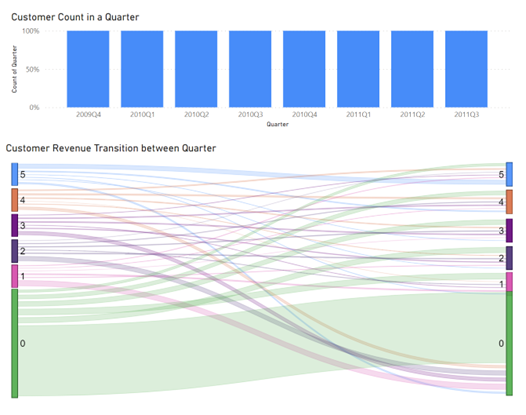 Customer Count in a Quarter
100%
50%
0%
Count of Quarter
2009Q4 2010Q1 2010Q2 2010Q3 2010Q4 2011Q1 2011Q2 2011Q3
Quarter
Customer Revenue Transition between Quarter
5 5
4 4
3 3
2 2
1 1
0 0